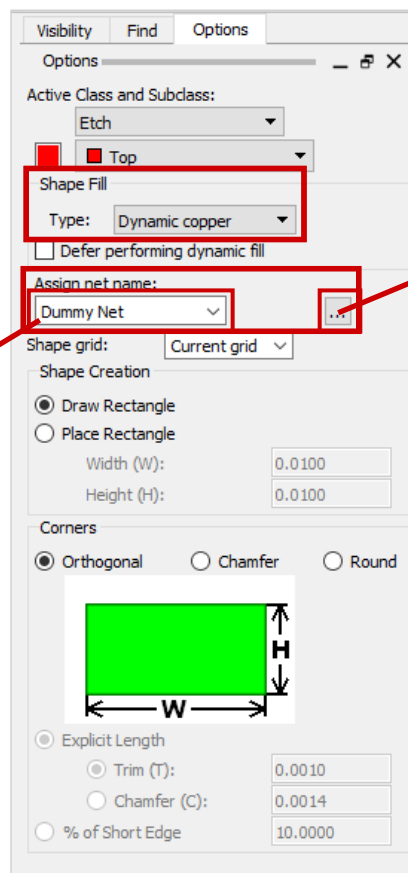 Visibility Find Options
Options
Active Class and Subclass:
Etch
Top
Shape Fill
Type: Dynamic copper
Defer performing dynamic fill
Assign net name:
Dummy Net ...
Shape grid: Current grid
Shape Creation
Draw Rectangle
Place Rectangle
Width (W): 0.0100
Height (H): 0.0100
Corners
Orthogonal Chamfer Round
H
W
Explicit Length
Trim (T): 0.0010
Chamfer (C): 0.0014
% of Short Edge 10.0000